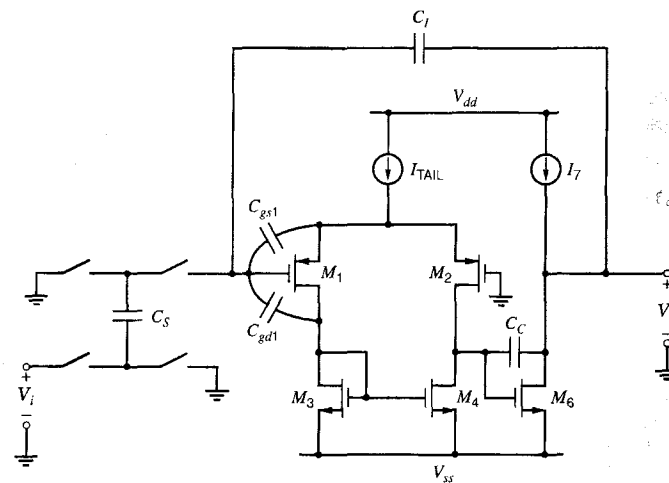 C_I
V_dd
I_TAIL
I_7
C_gs1
M_1
M_2
C_S
C_gd1
C_C
V
+
−
V_i
+
−
M_3
M_4
M_6
V_ss